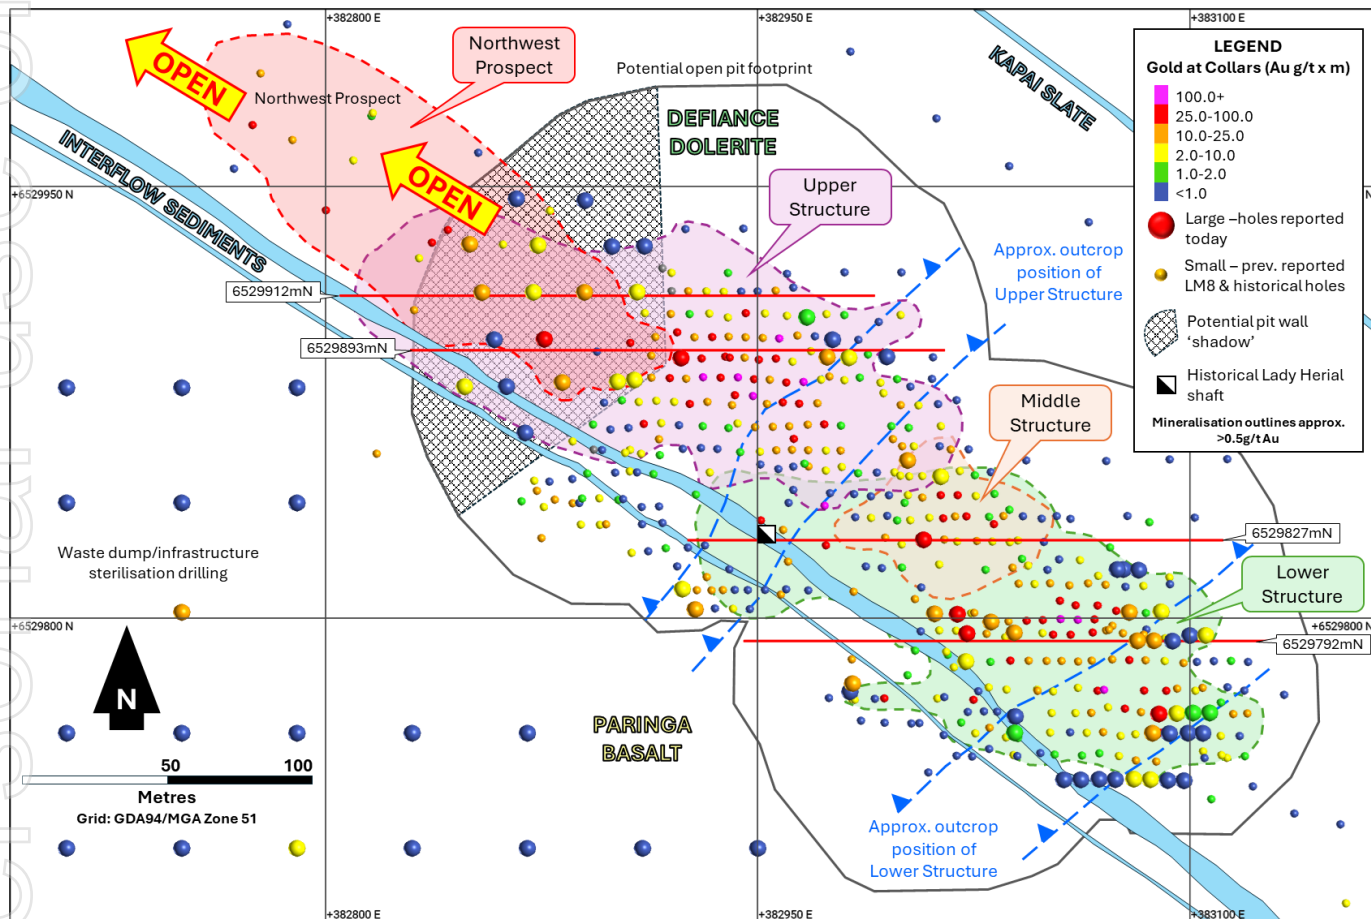 +382800 E
+382950 E
+383100 E
Northwest
Prospect
Potential open pit footprint
KAPAI SLATE
OPEN
Northwest Prospect
DEFIANCE
DOLERITE
INTERFLOW SEDIMENTS
OPEN
Upper
Structure
+6529950 N
N
LEGEND
Gold at Collars (Au g/t x m)
100.0+
25.0-100.0
10.0-25.0
2.0-10.0
1.0-2.0
<1.0
Large –holes reported
today
Small – prev. reported
LM8 & historical holes
Potential pit wall
‘shadow’
Historical Lady Herial
shaft
Mineralisation outlines approx.
>0.5g/t Au
Approx. outcrop
position of
Upper Structure
6529912mN
6529893mN
Middle
Structure
6529827mN
Waste dump/infrastructure
sterilisation drilling
Lower
Structure
+6529800 N
+6529800 N
6529792mN
N
PARINGA
BASALT
50
100
Metres
Grid: GDA94/MGA Zone 51
Approx. outcrop
position of
Lower Structure
+382800 E
+382950 E
+383100 E